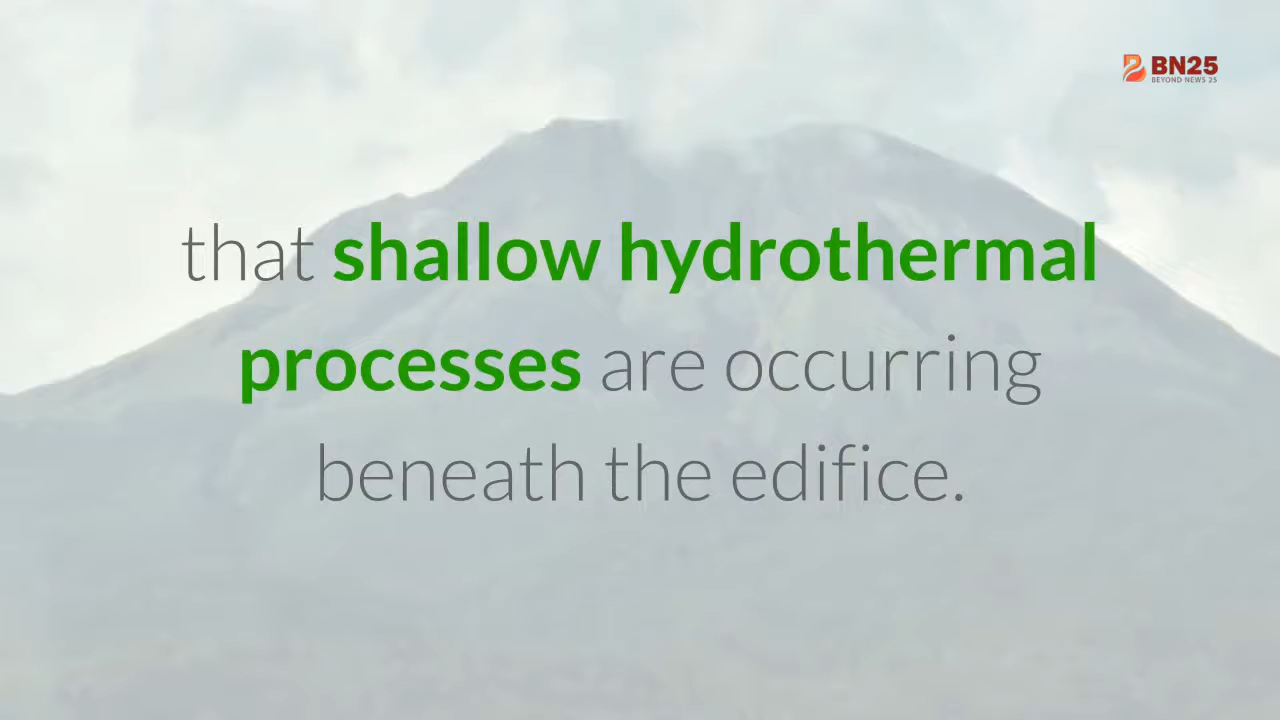 BN25
BEYOND NEWS 25
that shallow hydrothermal
processes are occurring
beneath the edifice.